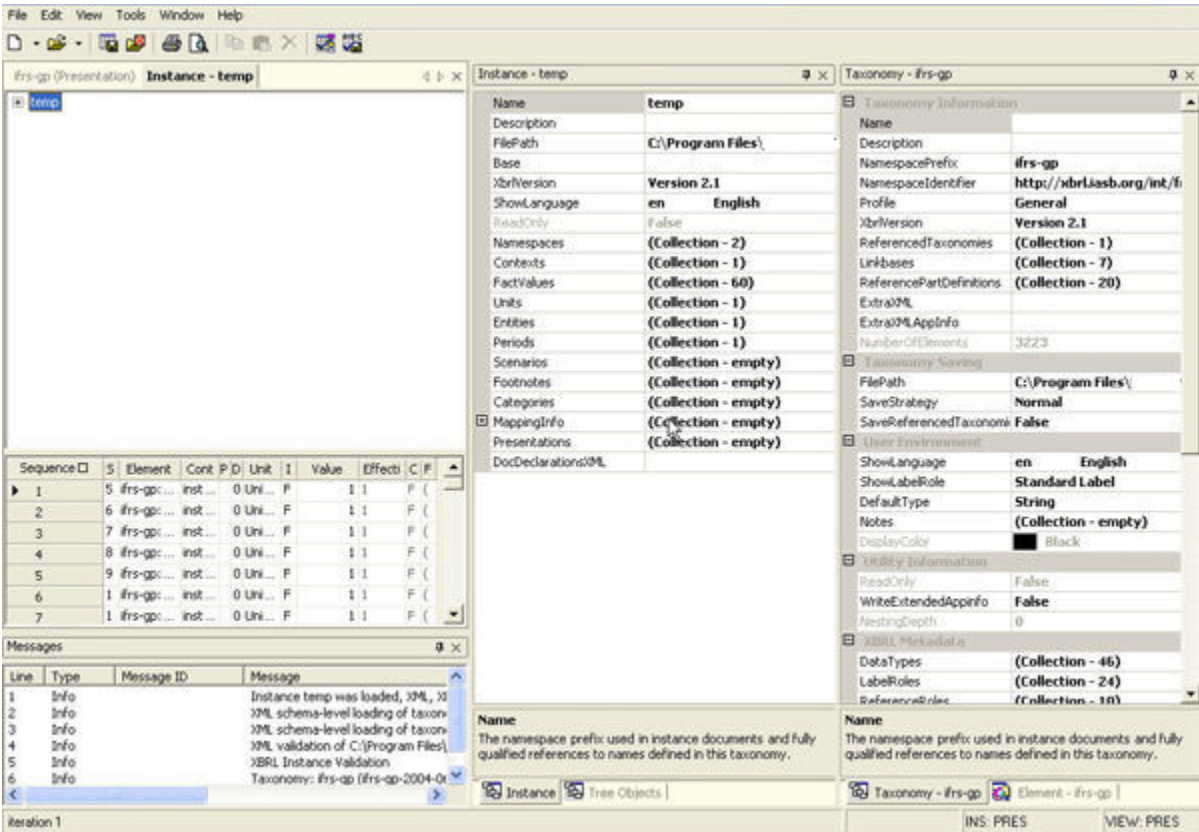 File Edit View Tools Window Help
ifrs-gp (Presentation) Instance - temp
temp
Sequence S Element Cont P D Unit I Value Effecti C F
1 5 ifrs-gp:... inst ... 0 Uni ... F 1 1 F (
2 6 ifrs-gp:... inst ... 0 Uni ... F 1 1 F (
3 7 ifrs-gp:... inst ... 0 Uni ... F 1 1 F (
4 8 ifrs-gp:... inst ... 0 Uni ... F 1 1 F (
5 9 ifrs-gp:... inst ... 0 Uni ... F 1 1 F (
6 1 ifrs-gp:... inst ... 0 Uni ... F 1 1 F (
7 1 ifrs-gp:... inst ... 0 Uni ... F 1 1 F (
Messages
Line Type Message ID Message
1 Info Instance temp was loaded, XML, XI
2 Info XML schema-level loading of taxon
3 Info XML schema-level loading of taxon
4 Info XML validation of C:\Program Files\
5 Info XBRL Instance Validation
6 Info Taxonomy: ifrs-gp (ifrs-gp-2004-0
iteration 1
Instance - temp
Name temp
Description
FilePath C:\Program Files\
Base
XbrlVersion Version 2.1
ShowLanguage en English
ReadOnly False
Namespaces (Collection - 2)
Contexts (Collection - 1)
FactValues (Collection - 60)
Units (Collection - 1)
Entities (Collection - 1)
Periods (Collection - 1)
Scenarios (Collection - empty)
Footnotes (Collection - empty)
Categories (Collection - empty)
MappingInfo (Collection - empty)
Presentations (Collection - empty)
DocDeclarationsXML
Name
The namespace prefix used in instance documents and fully
qualified references to names defined in this taxonomy.
Instance Tree Objects
Taxonomy - ifrs-gp
Taxonomy Information
Name
Description
NamespacePrefix ifrs-gp
NamespaceIdentifier http://xbrl.iasb.org/int/f
Profile General
XbrlVersion Version 2.1
ReferencedTaxonomies (Collection - 1)
Linkbases (Collection - 7)
ReferencePartDefinitions (Collection - 20)
ExtraXML
ExtraXMLAppInfo
NumberOfElements 3223
Taxonomy Saving
FilePath C:\Program Files\
SaveStrategy Normal
SaveReferencedTaxonomi False
User Environment
ShowLanguage en English
ShowLabelRole Standard Label
DefaultType String
Notes (Collection - empty)
DisplayColor Black
Utility Information
ReadOnly False
WriteExtendedAppinfo False
NestingDepth 0
XBRL Metadata
DataTypes (Collection - 46)
LabelRoles (Collection - 24)
ReferenceRoles (Collection - 10)
Name
The namespace prefix used in instance documents and fully
qualified references to names defined in this taxonomy.
Taxonomy - ifrs-gp Element - ifrs-gp
INS: PRES VIEW: PRES